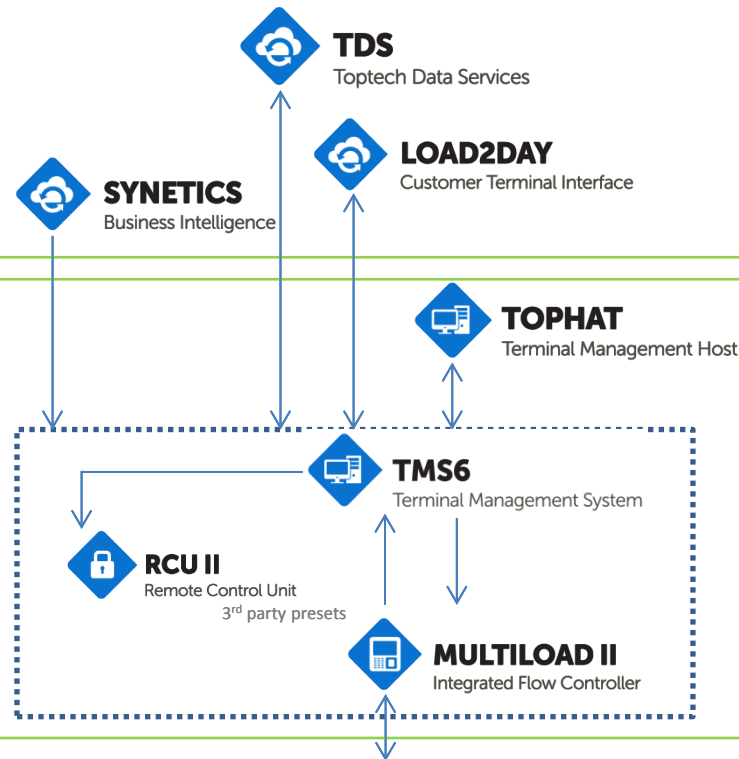 TDS
Toptech Data Services
LOAD2DAY
Customer Terminal Interface
SYNETICS
Business Intelligence
TOPHAT
Terminal Management Host
TMS6
Terminal Management System
RCU II
Remote Control Unit
3rd party presets
MULTILOAD II
Integrated Flow Controller